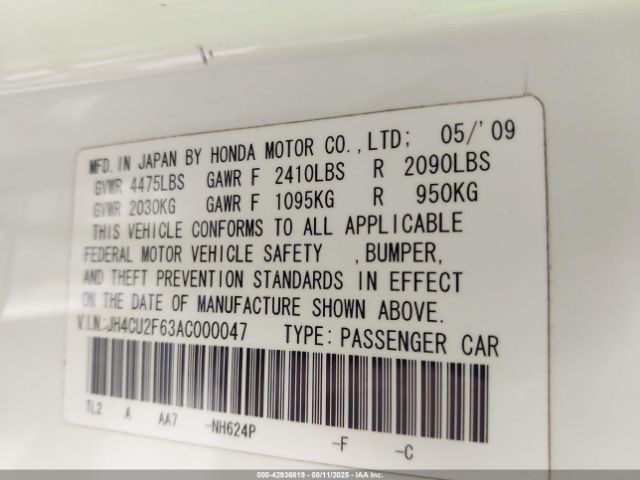 MFD. IN JAPAN BY HONDA MOTOR CO.,LTD; 05/'09
GVWR 4475LBS GAWR F 2410LBS R 2090LBS
GVWR 2030KG GAWR F 1095KG R 950KG
THIS VEHICLE CONFORMS TO ALL APPLICABLE
FEDERAL MOTOR VEHICLE SAFETY ,BUMPER,
AND THEFT PREVENTION STANDARDS IN EFFECT
ON THE DATE OF MANUFACTURE SHOWN ABOVE.
V.I.N.:JH4CU2F63AC000047 TYPE: PASSENGER CAR
TL2 A AA7 -NH624P -F -C
000-42936819 - 08/11/2025 - IAA Inc.